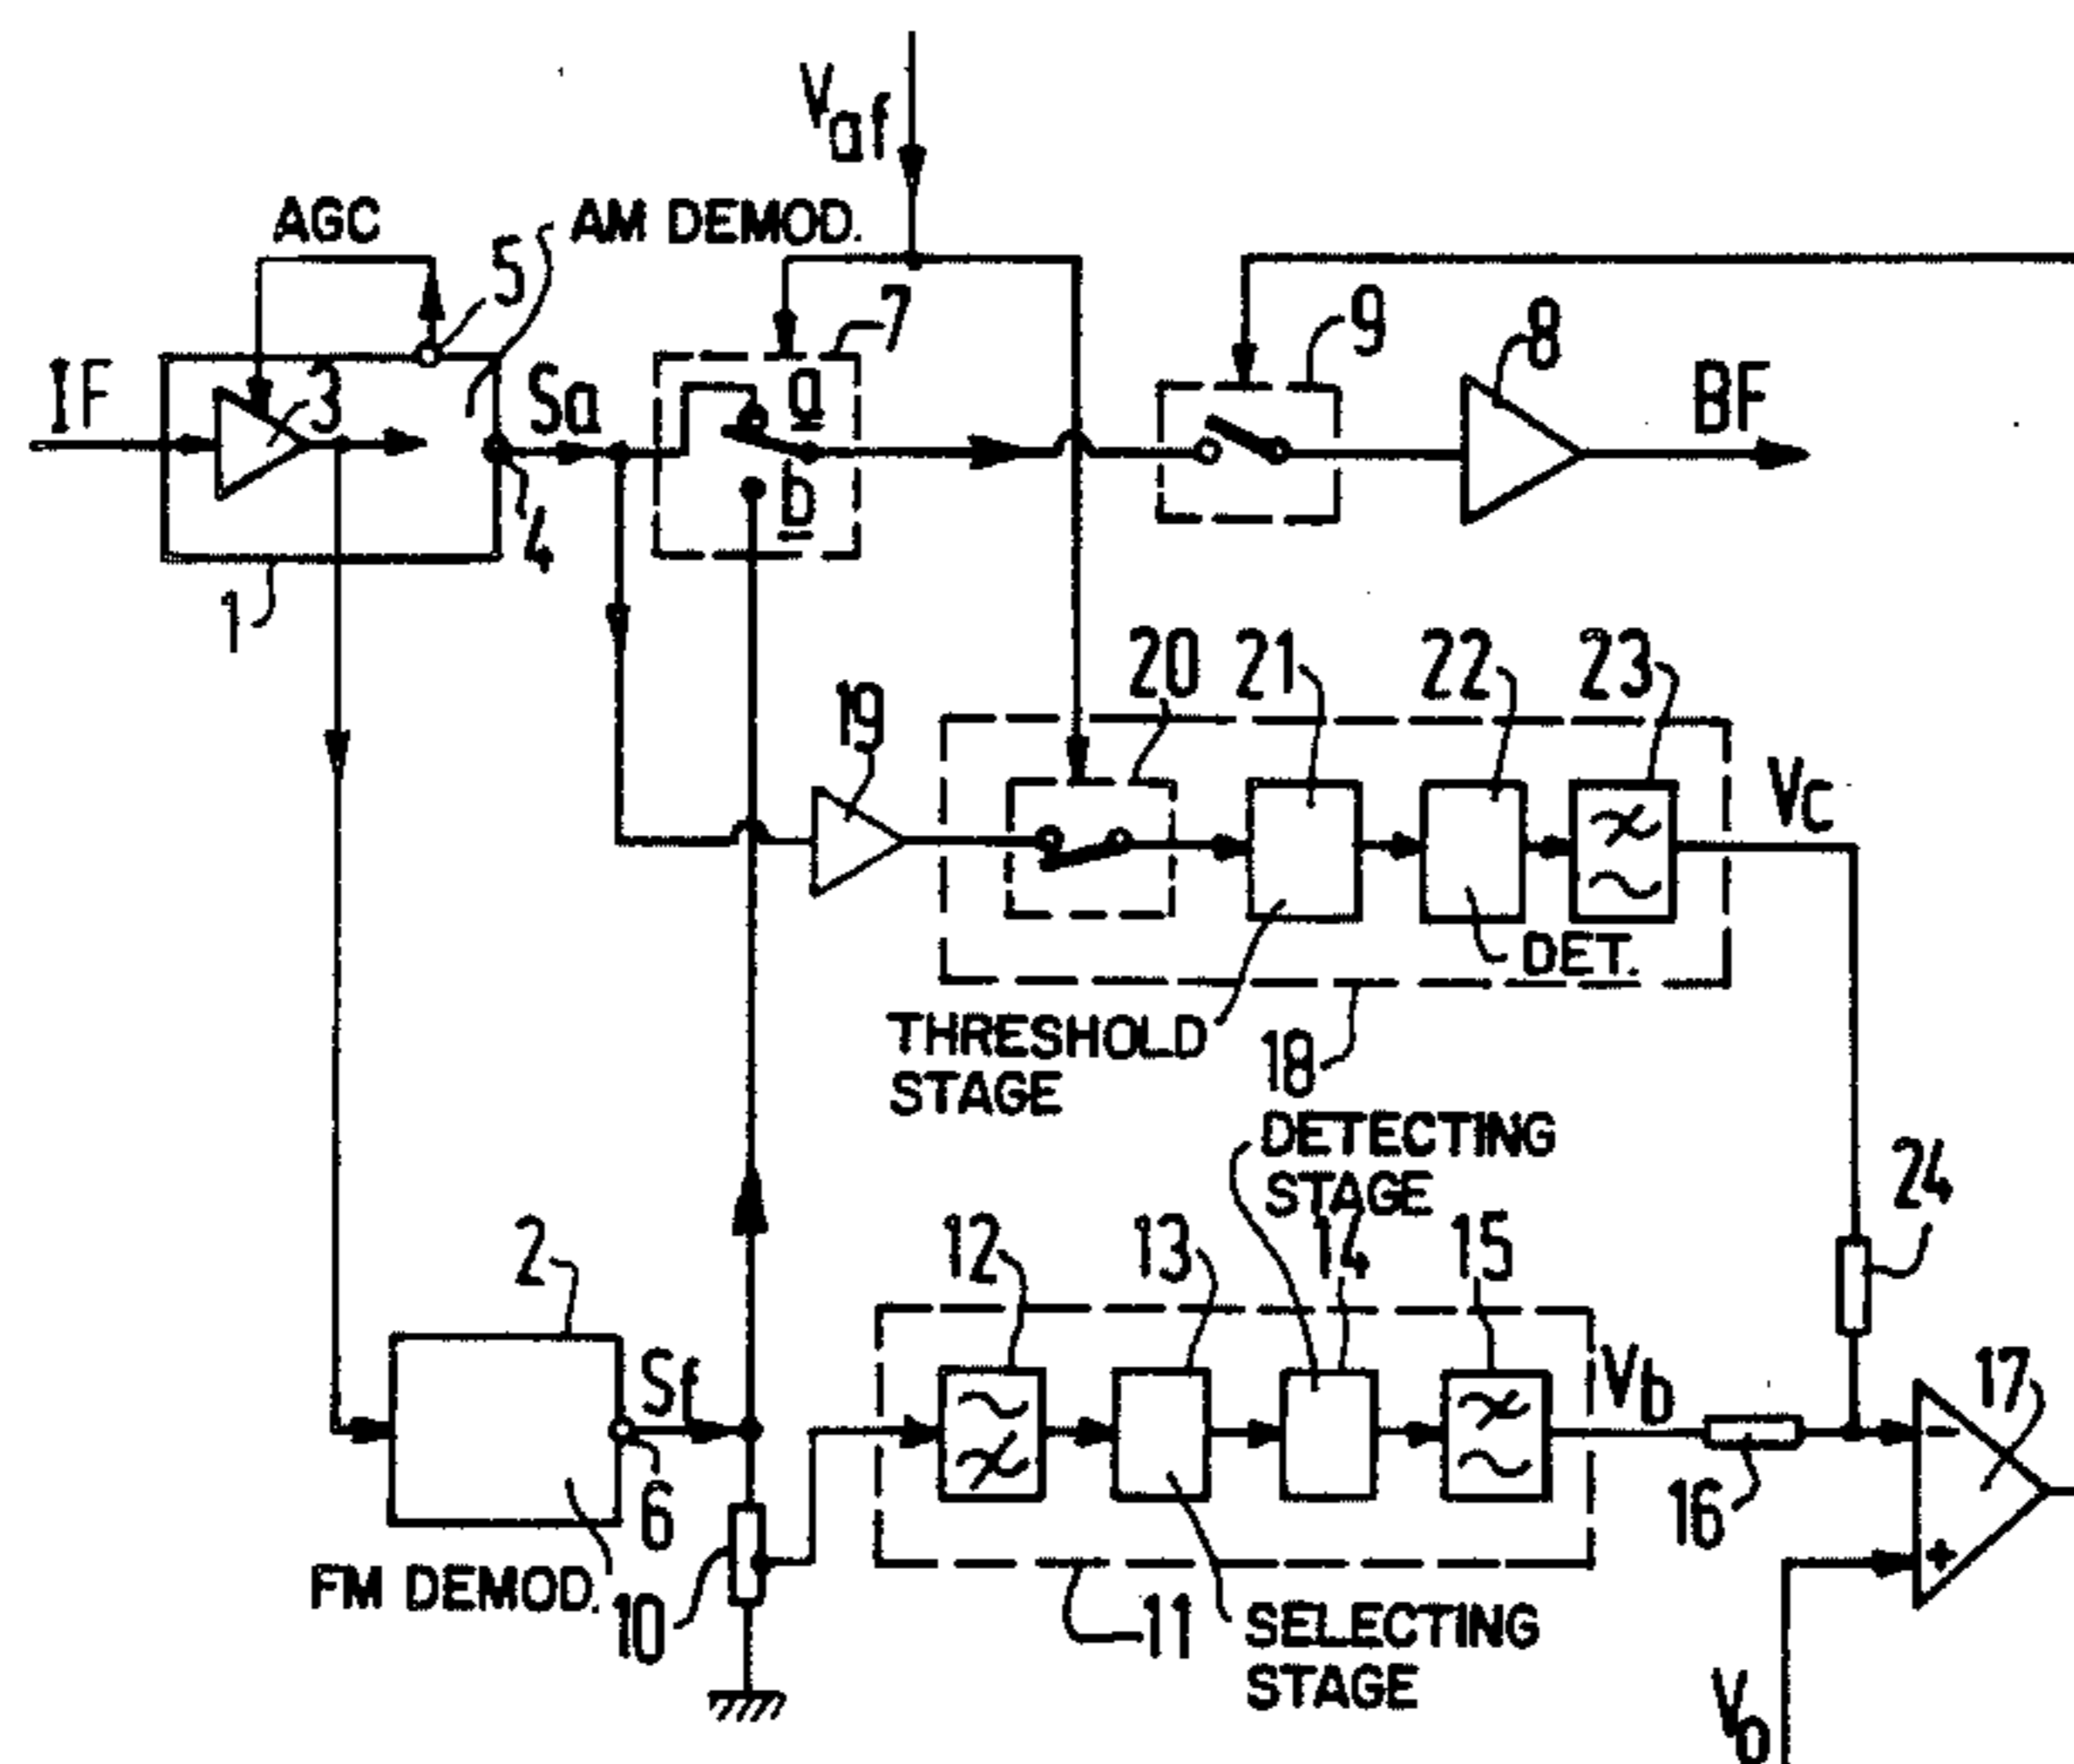 Vaf
AGC
5
AM DEMOD.
7
9
8
IF
3
Sa
a
b
BF
4
1
19
20
21
22
23
Vc
DET.
THRESHOLD
STAGE
18
DETECTING
STAGE
24
2
12
13
14
15
Sf
6
Vb
17
-
+
16
FM DEMOD.
10
11
SELECTING
STAGE
Vo